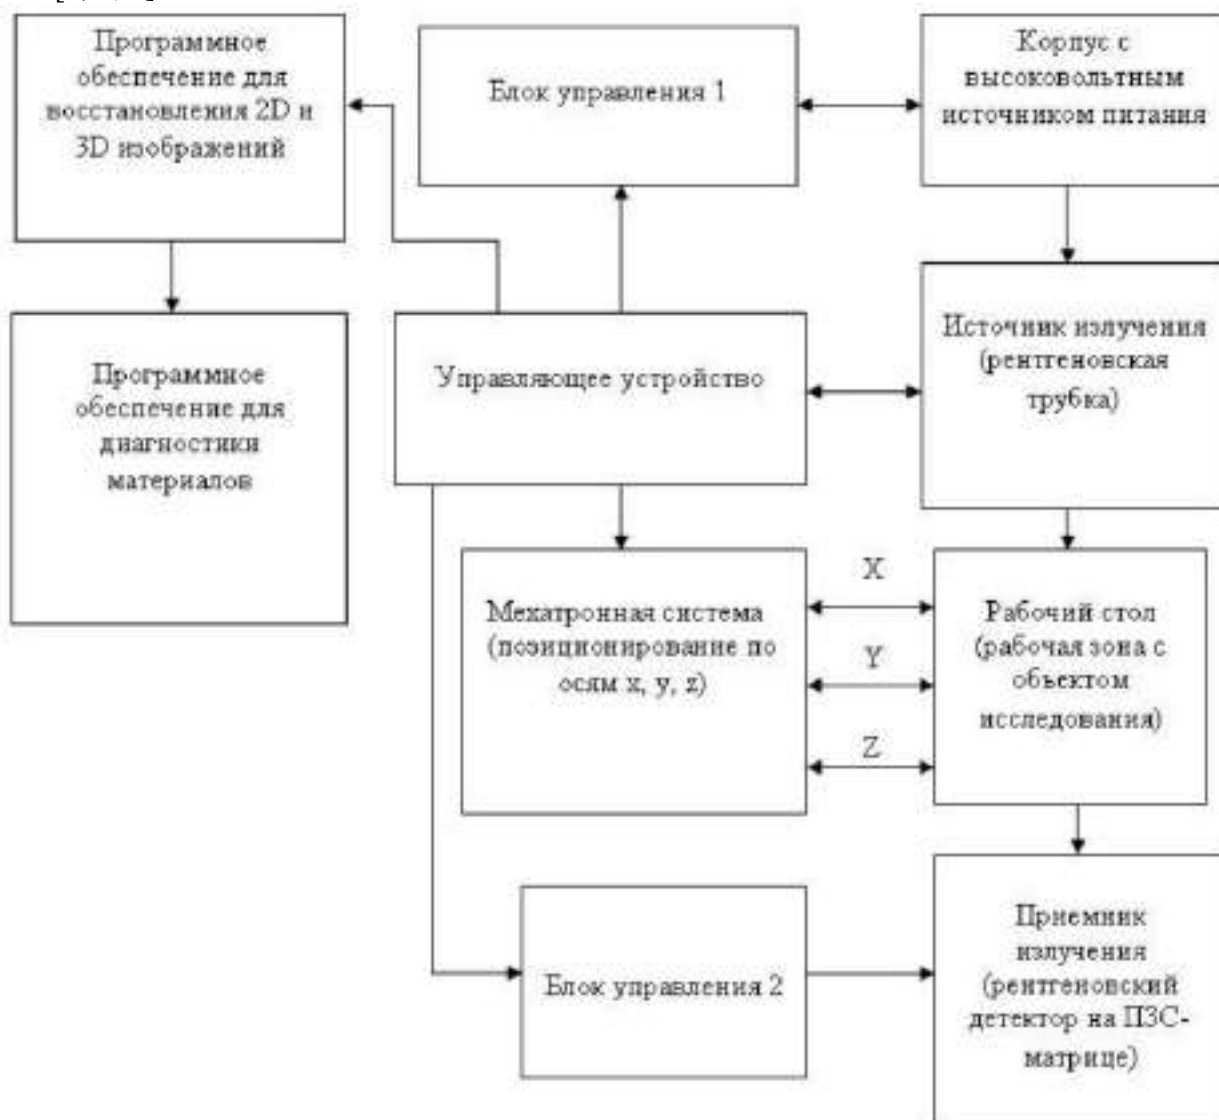 Программное
обеспечение для
восстановления 2D и
3D изображений
Блок управления 1
Корпус с
высоковольтным
источником питания
Программное
обеспечение для
диагностики
материалов
Управляющее устройство
Источник излучения
(рентгеновская
трубка)
Мехатронная система
(позиционирование по
осям x, y, z)
X
Y
Z
Рабочий стол
(рабочая зона с
объектом
исследования)
Блок управления 2
Приемник
излучения
(рентгеновский
детектор на ПЗС-
матрице)